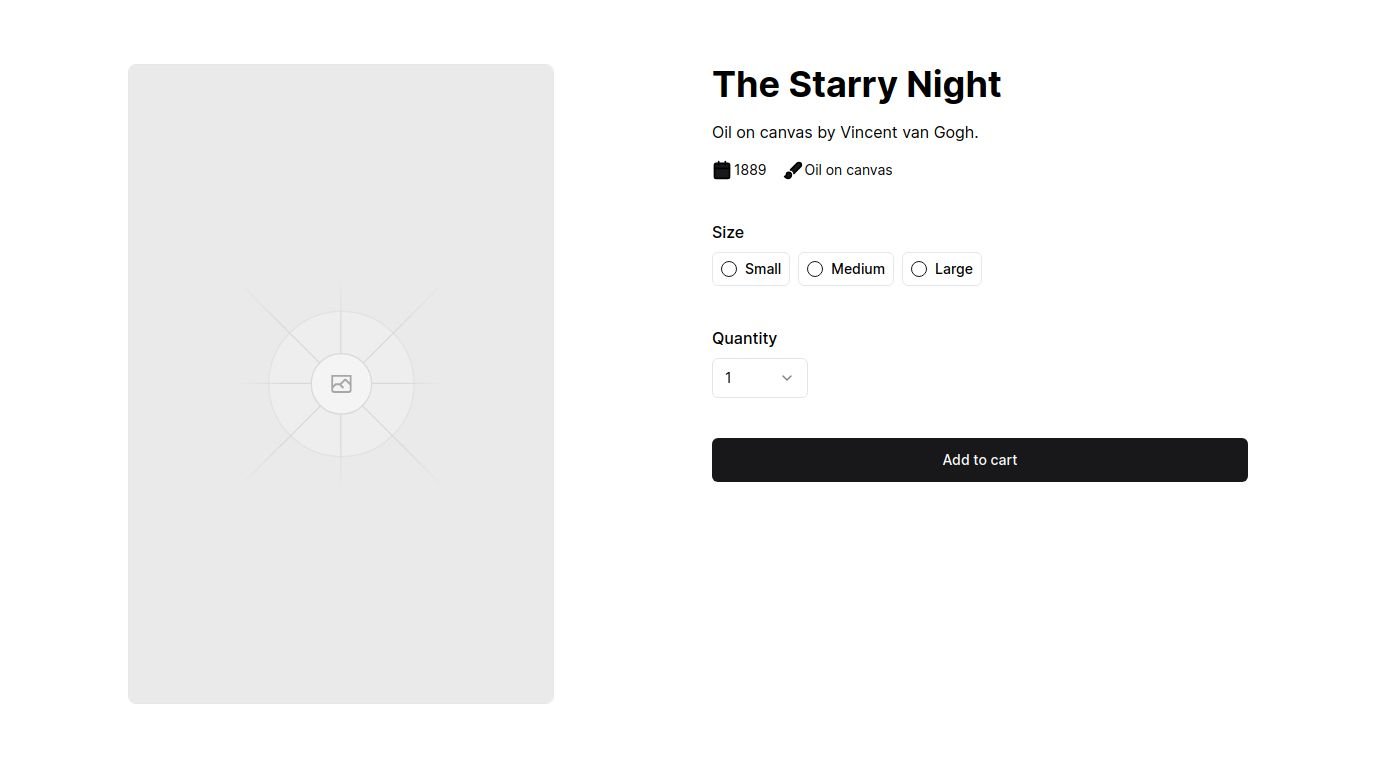 The Starry Night
Oil on canvas by Vincent van Gogh.
1889 Oil on canvas
Size
Small Medium Large
Quantity
1
Add to cart